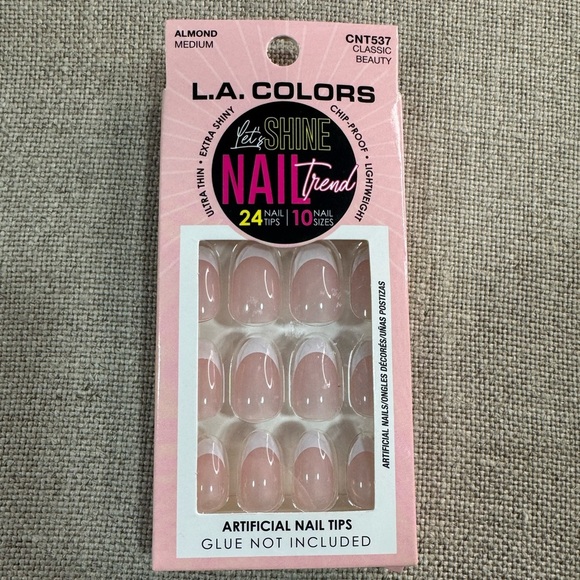 ALMOND
MEDIUM
CNT537
CLASSIC
BEAUTY
L.A. COLORS
ULTRA THIN • EXTRA SHINY
CHIP-PROOF • LIGHTWEIGHT
Let's SHINE
NAIL Trend
24 NAIL TIPS | 10 NAIL SIZES
ARTIFICIAL NAILS/ONGLES DÉCORÉS/UÑAS POSTIZAS
ARTIFICIAL NAIL TIPS
GLUE NOT INCLUDED